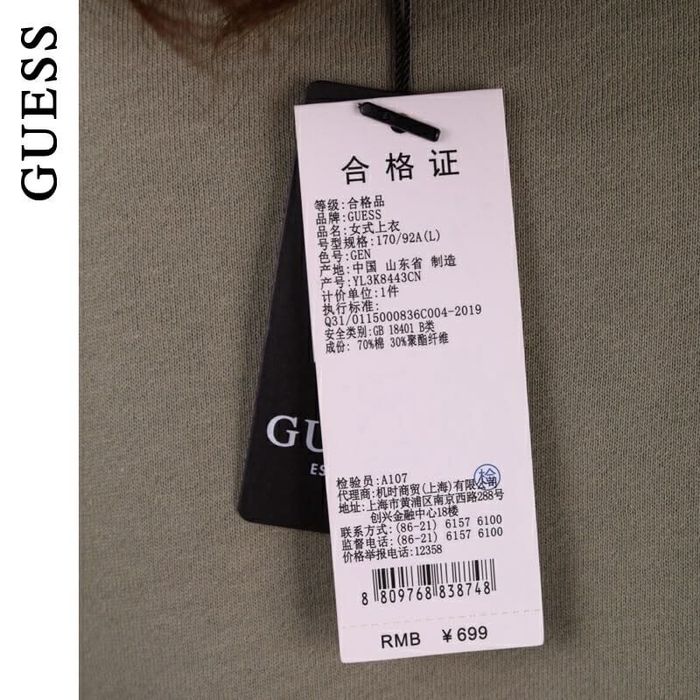 GUESS
合格证
等级:合格品
品牌:GUESS
品名:女式上衣
号型规格:170/92A(L)
色号:GEN
产地:中国 山东省 制造
产号:YL3K8443CN
计价单位:1件
执行标准:
Q31/0115000836C004-2019
安全类别:GB 18401 B类
成份: 70%棉 30%聚酯纤维
GU
ES
检验员:A107
检
代理商:机时商贸(上海)有限公司
地址:上海市黄浦区南京西路288号
创兴金融中心18楼
联系方式:(86-21) 6157 6100
监督电话:(86-21) 6157 6100
价格举报电话:12358
8 809768 838748
RMB ¥699